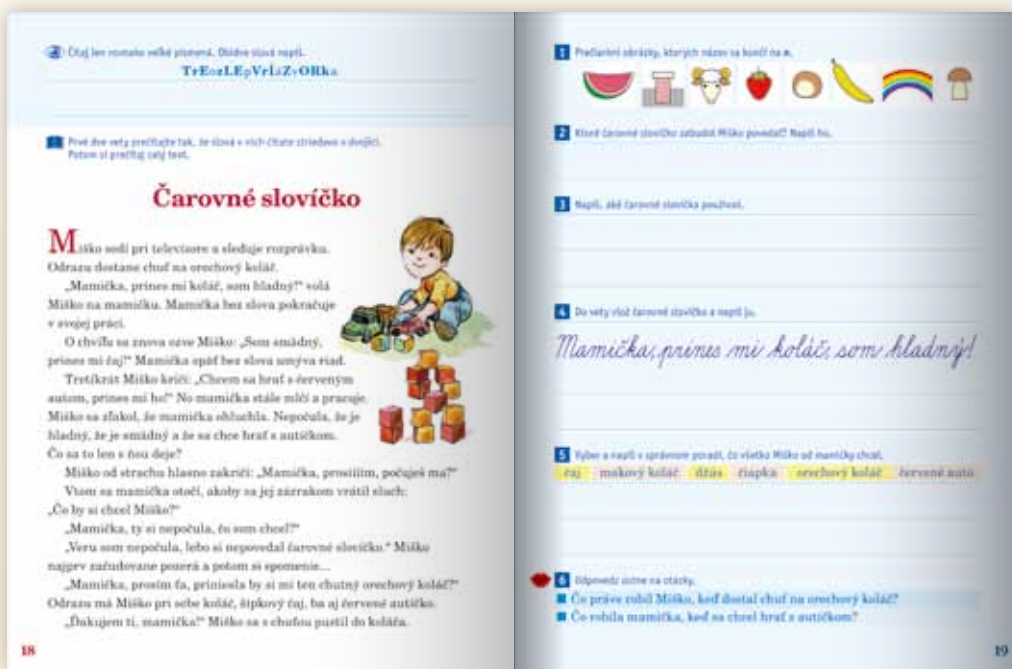 Čítaj len rovnako veľké písmená. Obidve slová napíš.
TrEozLEpVrÍsZvORka
Prvé dve vety prečítajte tak, že slová v nich čítate striedavo v dvojici.
Potom si prečítaj celý text.
Čarovné slovíčko
Miško sedí pri televízore a sleduje rozprávku.
Odrazu dostane chuť na orechový koláč.
„Mamička, prines mi koláč, som hladný!“ volá
Miško na mamičku. Mamička bez slova pokračuje
v svojej práci.
O chvíľu sa znova ozve Miško: „Som smädný,
prines mi čaj!“ Mamička opäť bez slova umýva riad.
Tretíkrát Miško kričí: „Chcem sa hrať s červeným
autom, prines mi ho!“ No mamička stále mlčí a pracuje.
Miško sa zľakol, že mamička ohluchla. Nepočula, že je
hladný, že je smädný a že sa chce hrať s autíčkom.
Čo sa to len s ňou deje?
Miško od strachu hlasno zakričí: „Mamička, prosííím, počuješ ma?“
Vtom sa mamička otočí, akoby sa jej zázrakom vrátil sluch:
„Čo by si chcel Miško?“
„Mamička, ty si nepočula, čo som chcel?“
„Veru som nepočula, lebo si nepovedal čarovné slovíčko.“ Miško
najprv začudovane pozerá a potom si spomenie...
„Mamička, prosím ťa, priniesla by si mi ten chutný orechový koláč?“
Odrazu má Miško pri sebe koláč, šípkový čaj, ba aj červené autíčko.
„Ďakujem ti, mamička!“ Miško sa s chuťou pustil do koláča.
18
1 Prečiarni obrázky, ktorých názov sa končí na n.
2 Ktoré čarovné slovíčko zabudol Miško povedať? Napíš ho.
3 Napíš, aké čarovné slovíčka používaš.
4 Do vety vlož čarovné slovíčko a napíš ju.
Mamička, prines mi koláč, som hladný!
5 Vyber a napíš v správnom poradí, čo všetko Miško od mamičky chcel.
čaj makový koláč džús čiapka orechový koláč červené auto
6 Odpovedz ústne na otázky.
Čo práve robil Miško, keď dostal chuť na orechový koláč?
Čo robila mamička, keď sa chcel hrať s autíčkom?
19